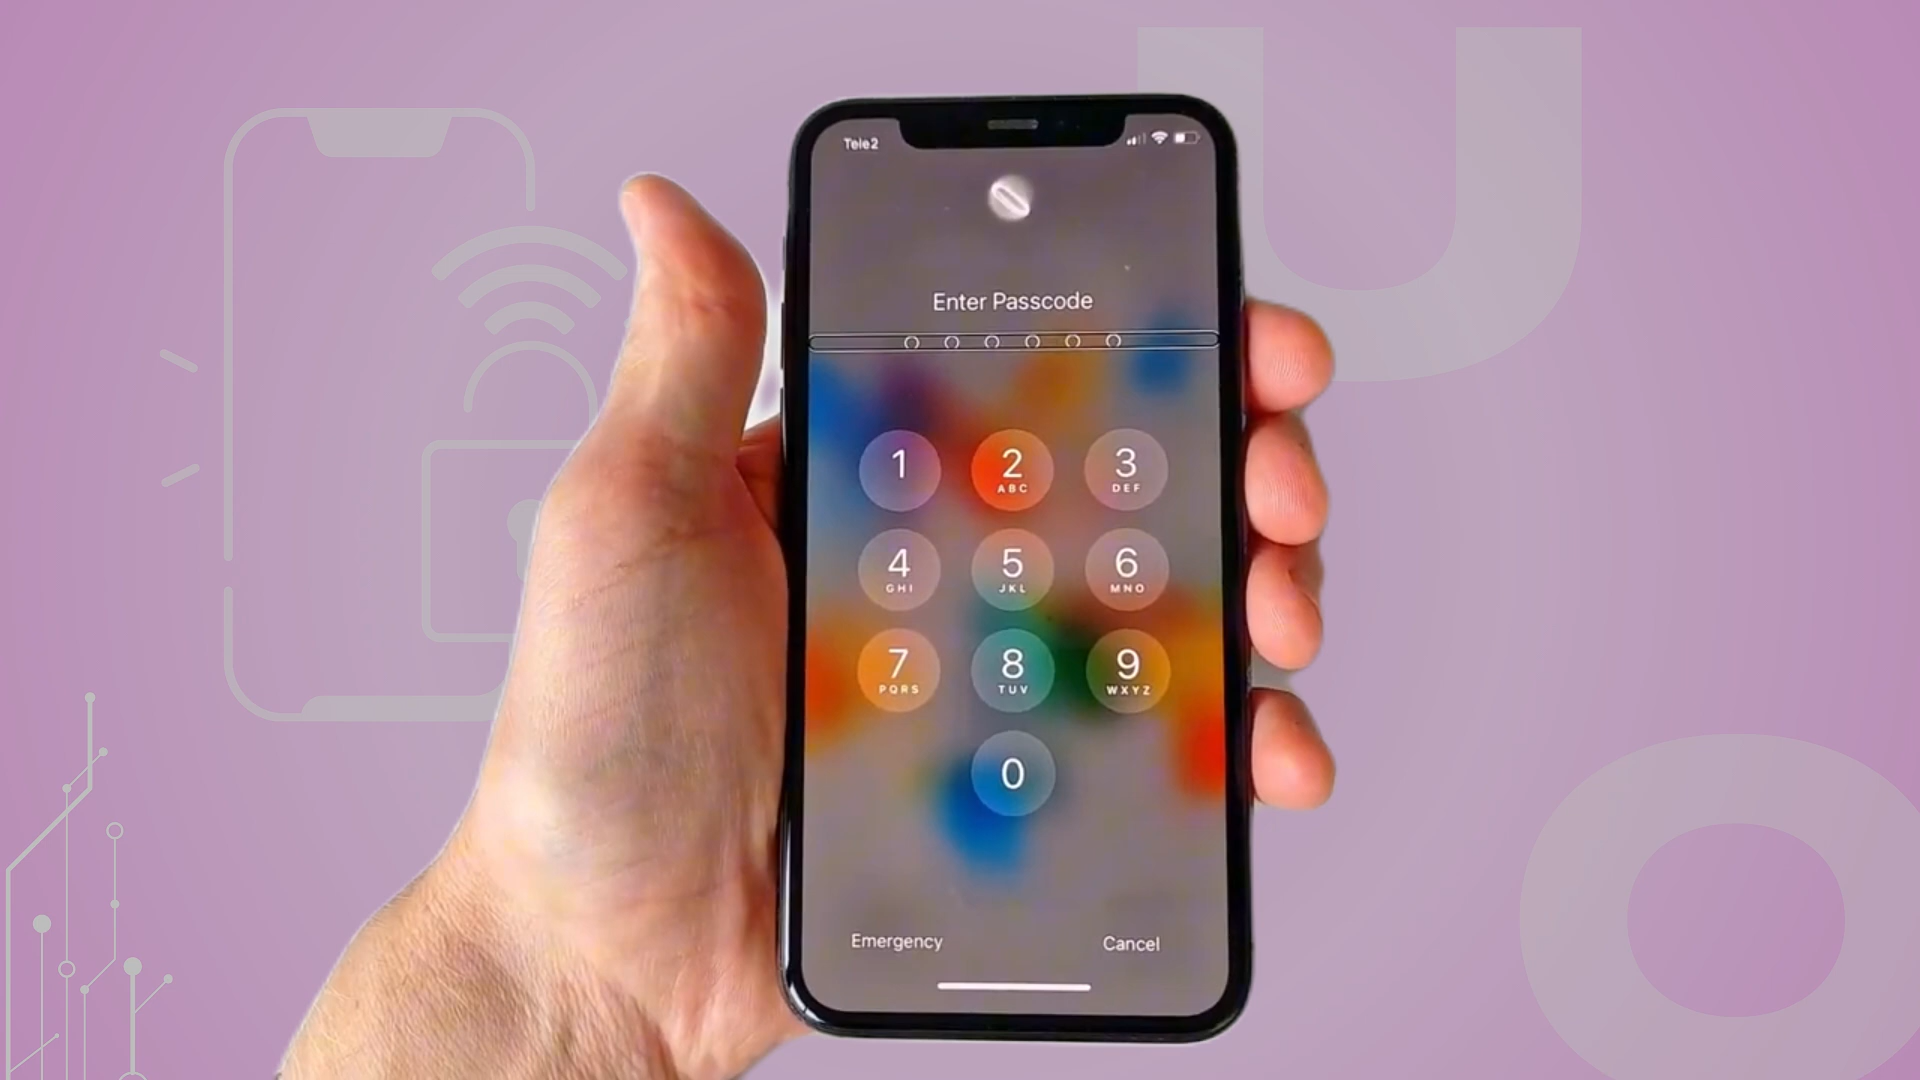 U
Tele2
Enter Passcode
1 2 3
ABC DEF
4 5 6
GHI JKL MNO
7 8 9
PQRS TUV WXYZ
0
Emergency Cancel
O